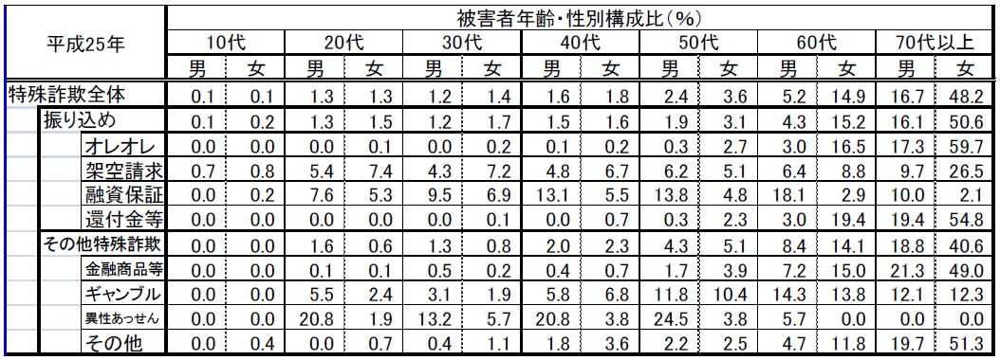 平成25年 被害者年齢・性別構成比(%)
10代 20代 30代 40代 50代 60代 70代以上
男 女 男 女 男 女 男 女 男 女 男 女 男 女
特殊詐欺全体 0.1 0.1 1.3 1.3 1.2 1.4 1.6 1.8 2.4 3.6 5.2 14.9 16.7 48.2
振り込め 0.1 0.2 1.3 1.5 1.2 1.7 1.5 1.6 1.9 3.1 4.3 15.2 16.1 50.6
オレオレ 0.0 0.0 0.0 0.1 0.0 0.2 0.1 0.2 0.3 2.7 3.0 16.5 17.3 59.7
架空請求 0.7 0.8 5.4 7.4 4.3 7.2 4.8 6.7 6.2 5.1 6.4 8.8 9.7 26.5
融資保証 0.0 0.2 7.6 5.3 9.5 6.9 13.1 5.5 13.8 4.8 18.1 2.9 10.0 2.1
還付金等 0.0 0.0 0.0 0.0 0.0 0.1 0.0 0.7 0.3 2.3 3.0 19.4 19.4 54.8
その他特殊詐欺 0.0 0.0 1.6 0.6 1.3 0.8 2.0 2.3 4.3 5.1 8.4 14.1 18.8 40.6
金融商品等 0.0 0.0 0.1 0.1 0.5 0.2 0.4 0.7 1.7 3.9 7.2 15.0 21.3 49.0
ギャンブル 0.0 0.0 5.5 2.4 3.1 1.9 5.8 6.8 11.8 10.4 14.3 13.8 12.1 12.3
異性あっせん 0.0 0.0 20.8 1.9 13.2 5.7 20.8 3.8 24.5 3.8 5.7 0.0 0.0 0.0
その他 0.0 0.4 0.0 0.7 0.4 1.1 1.8 3.6 2.2 2.5 4.7 11.8 19.7 51.3